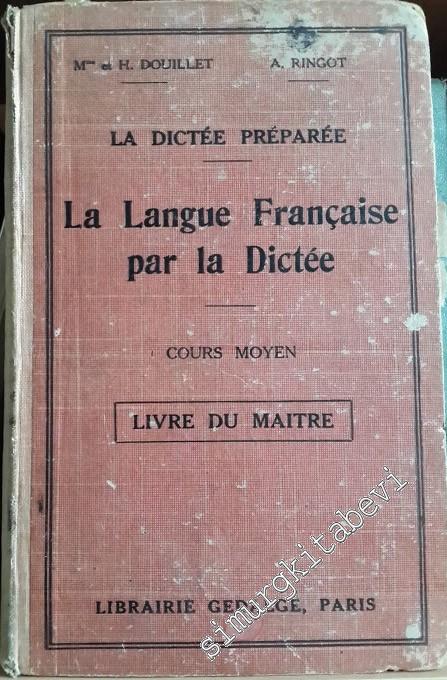 Mme et H. DOUILLET A. RINGOT
LA DICTÉE PRÉPARÉE
La Langue Française
par la Dictée
COURS MOYEN
LIVRE DU MAITRE
LIBRAIRIE GEDALGE, PARIS
simurgkitabevi